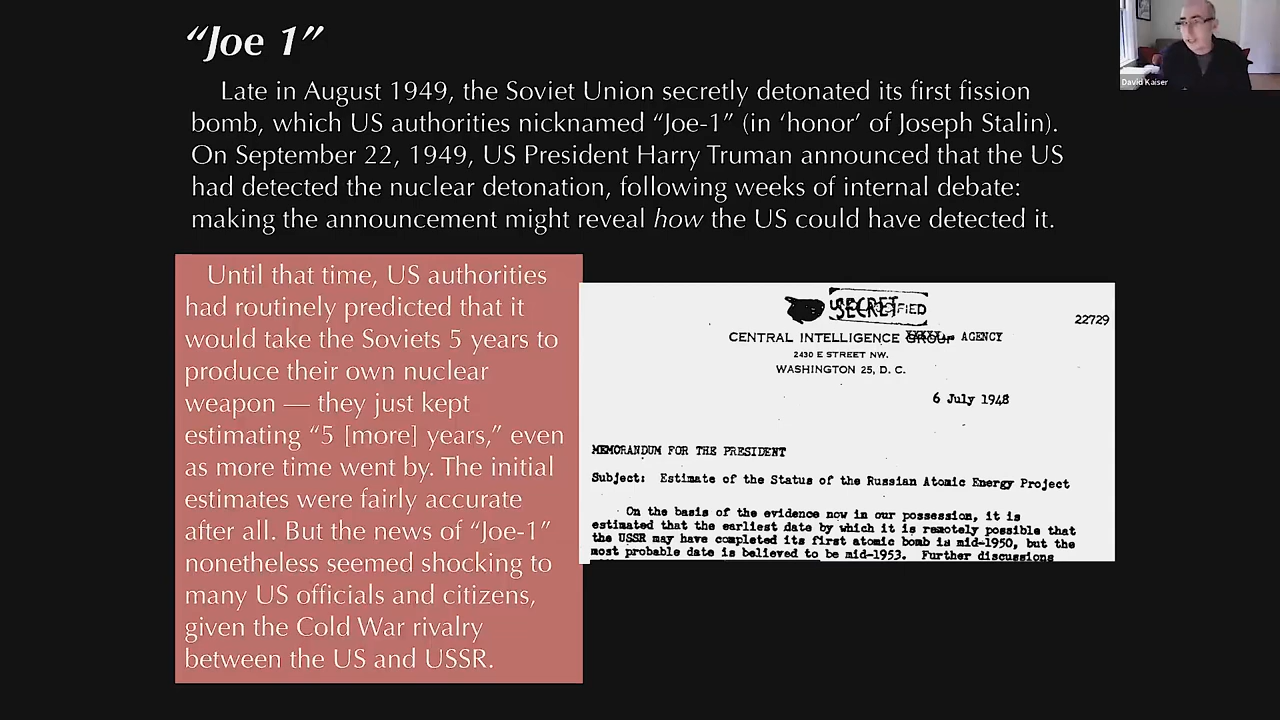 “Joe 1”
Late in August 1949, the Soviet Union secretly detonated its first fission
bomb, which US authorities nicknamed “Joe-1” (in ‘honor’ of Joseph Stalin).
On September 22, 1949, US President Harry Truman announced that the US
had detected the nuclear detonation, following weeks of internal debate:
making the announcement might reveal how the US could have detected it.
Until that time, US authorities
had routinely predicted that it
would take the Soviets 5 years to
produce their own nuclear
weapon — they just kept
estimating “5 [more] years,” even
as more time went by. The initial
estimates were fairly accurate
after all. But the news of “Joe-1”
nonetheless seemed shocking to
many US officials and citizens,
given the Cold War rivalry
between the US and USSR.
SECRET
22729
CENTRAL INTELLIGENCE GROUP AGENCY
2430 E STREET NW.
WASHINGTON 25, D. C.
6 July 1948
MEMORANDUM FOR THE PRESIDENT
Subject: Estimate of the Status of the Russian Atomic Energy Project
On the basis of the evidence now in our possession, it is
estimated that the earliest date by which it is remotely possible that
the USSR may have completed its first atomic bomb is mid-1950, but the
most probable date is believed to be mid-1953. Further discussions
David Kaiser